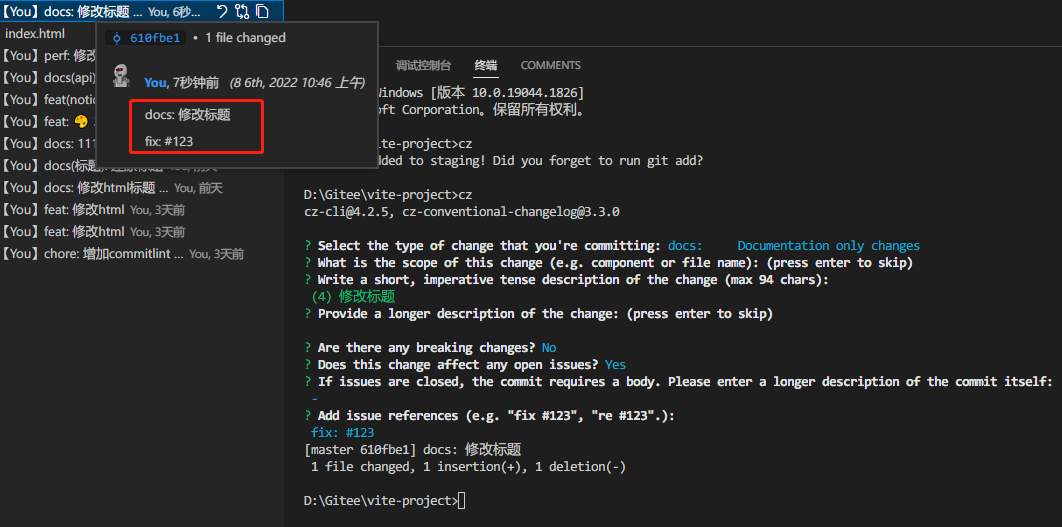 【You】docs: 修改标题 ... You, 6秒...
index.html
610fbe1 • 1 file changed
You, 7秒钟前 (8 6th, 2022 10:46 上午)
docs: 修改标题
fix: #123
【You】perf: 修改
【You】docs(api)
【You】feat(notic
【You】feat: 🎨
【You】docs: 111
【You】docs(标题)
【You】docs: 修改html标题 ... You, 前天
【You】feat: 修改html You, 3天前
【You】feat: 修改html You, 3天前
【You】chore: 增加commitlint ... You, 3天前
调试控制台 终端 COMMENTS
indows [版本 10.0.19044.1826]
oft Corporation。保留所有权利。
te-project>cz
dded to staging! Did you forget to run git add?
D:\Gitee\vite-project>cz
cz-cli@4.2.5, cz-conventional-changelog@3.3.0
? Select the type of change that you're committing: docs: Documentation only changes
? What is the scope of this change (e.g. component or file name): (press enter to skip)
? Write a short, imperative tense description of the change (max 94 chars):
(4) 修改标题
? Provide a longer description of the change: (press enter to skip)
? Are there any breaking changes? No
? Does this change affect any open issues? Yes
? If issues are closed, the commit requires a body. Please enter a longer description of the commit itself:
-
? Add issue references (e.g. "fix #123", "re #123".):
fix: #123
[master 610fbe1] docs: 修改标题
1 file changed, 1 insertion(+), 1 deletion(-)
D:\Gitee\vite-project>